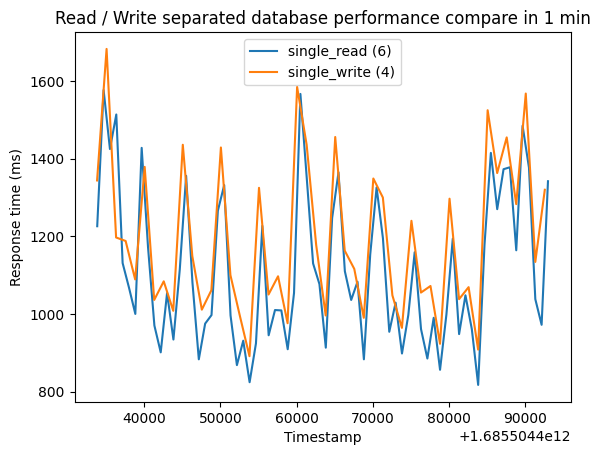 Read / Write separated database performance compare in 1 min
single_read (6)
single_write (4)
Response time (ms)
1600
1400
1200
1000
800
40000 50000 60000 70000 80000 90000
Timestamp
+1.6855044e12